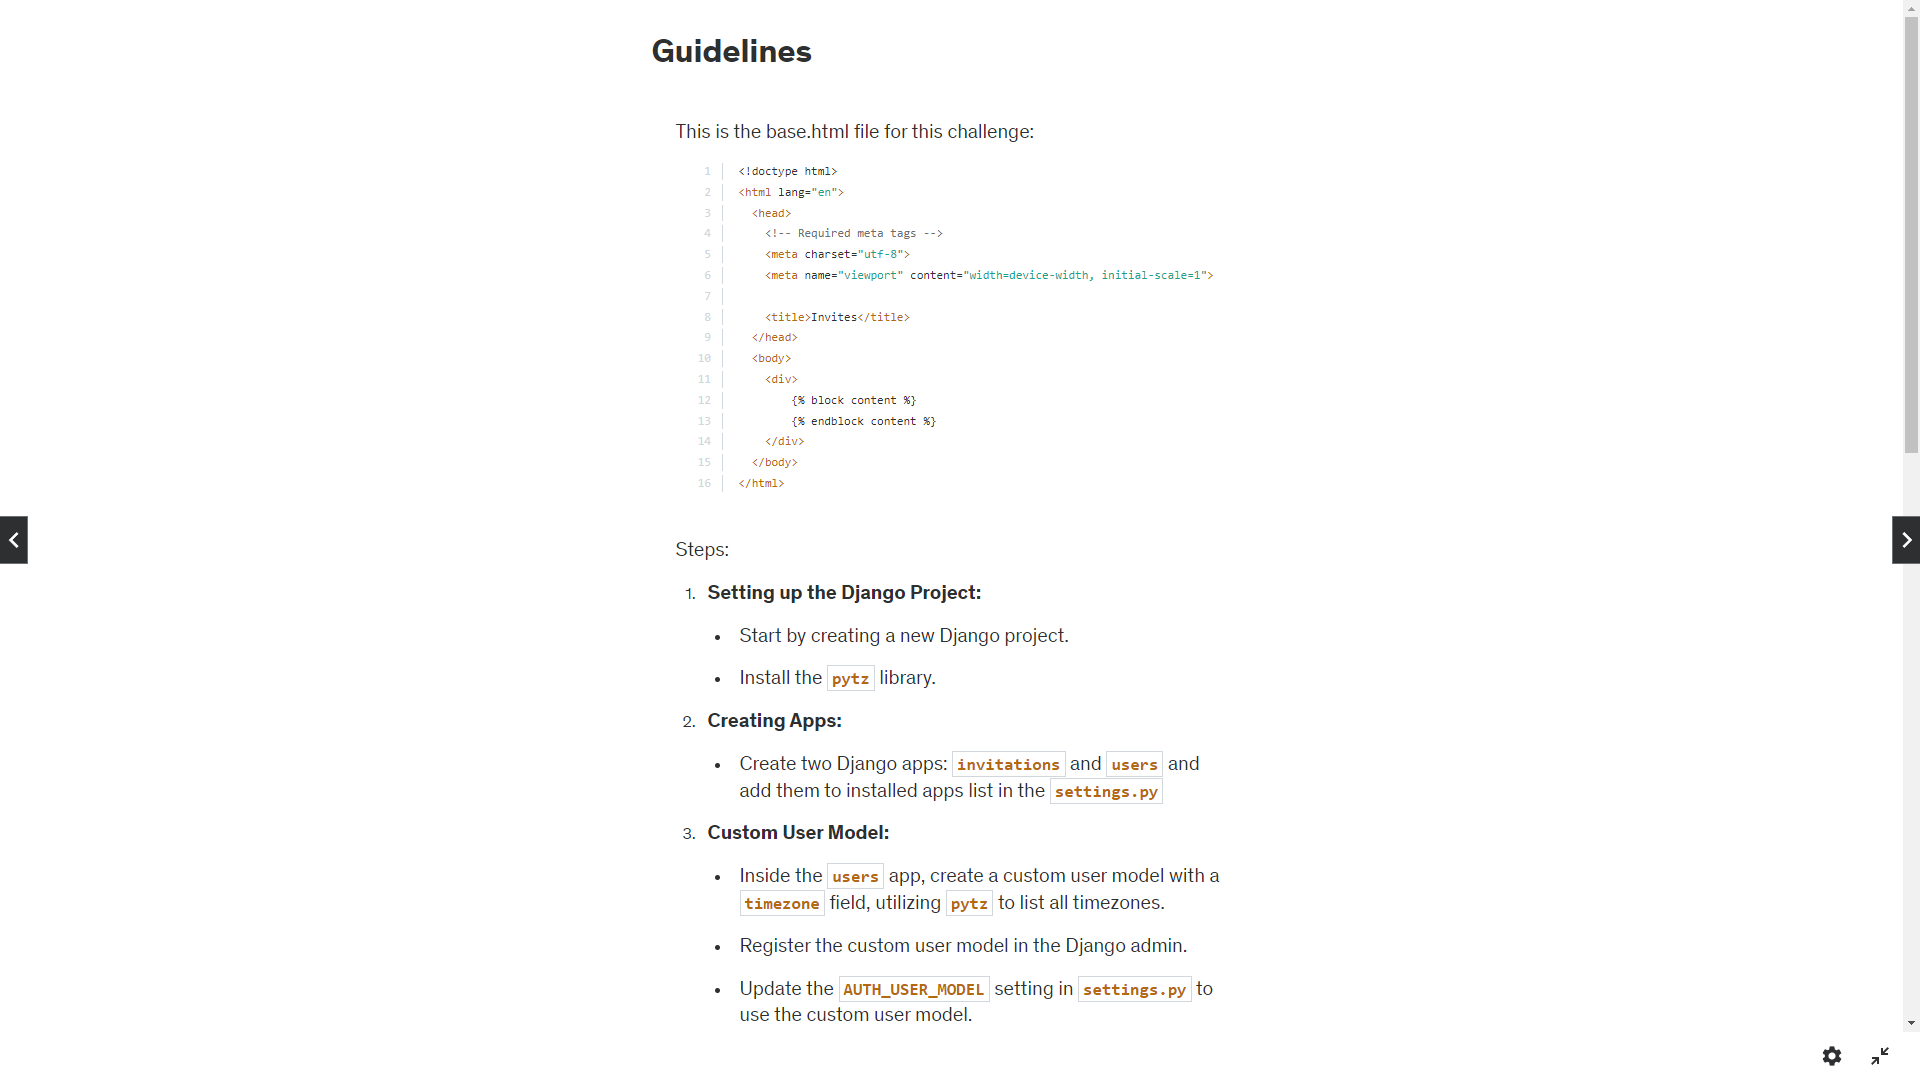 Guidelines
This is the base.html file for this challenge:
1 <!doctype html>
2 <html lang="en">
3 <head>
4 <!-- Required meta tags -->
5 <meta charset="utf-8">
6 <meta name="viewport" content="width=device-width, initial-scale=1">
7
8 <title>Invites</title>
9 </head>
10 <body>
11 <div>
12 {% block content %}
13 {% endblock content %}
14 </div>
15 </body>
16 </html>
Steps:
1. Setting up the Django Project:
• Start by creating a new Django project.
• Install the pytz library.
2. Creating Apps:
• Create two Django apps: invitations and users and
add them to installed apps list in the settings.py
3. Custom User Model:
• Inside the users app, create a custom user model with a
timezone field, utilizing pytz to list all timezones.
• Register the custom user model in the Django admin.
• Update the AUTH_USER_MODEL setting in settings.py to
use the custom user model.